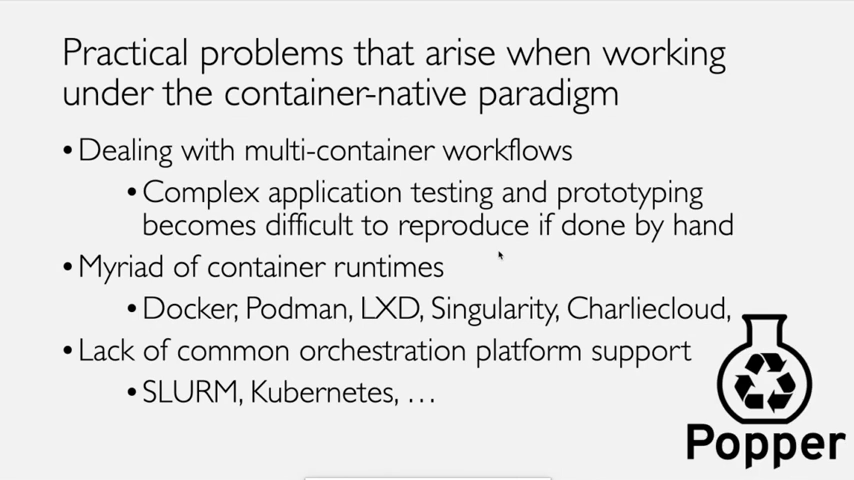 Practical problems that arise when working
under the container-native paradigm
•Dealing with multi-container workflows
•Complex application testing and prototyping
becomes difficult to reproduce if done by hand
•Myriad of container runtimes
•Docker, Podman, LXD, Singularity, Charliecloud,
•Lack of common orchestration platform support
•SLURM, Kubernetes, …
Popper